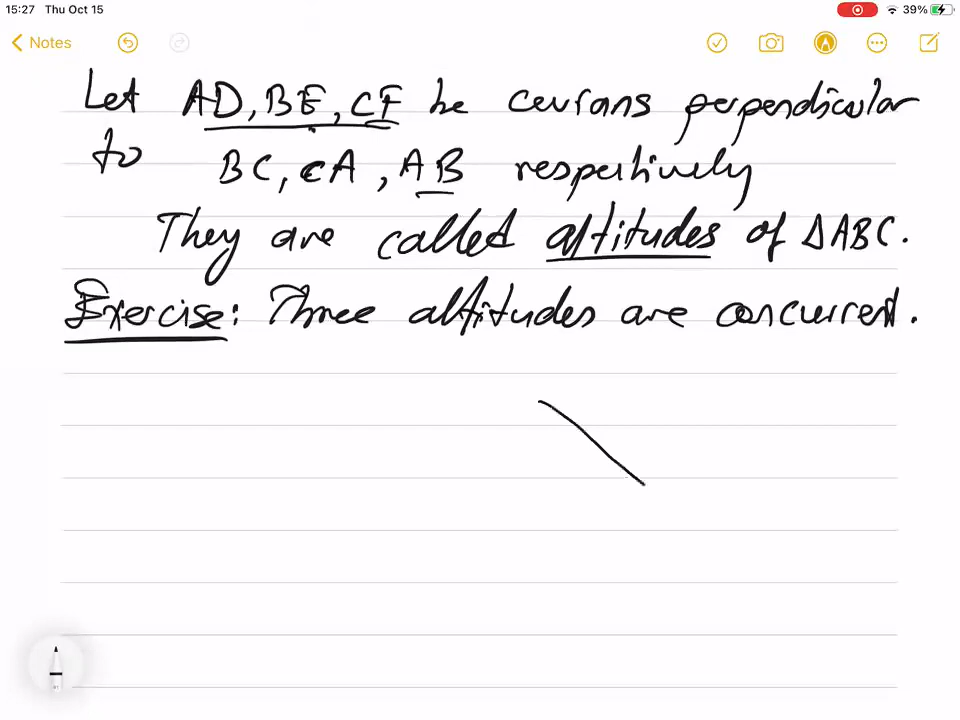 15:27 Thu Oct 15
39%
Notes
Let AD, BE, CF be cevians perpendicular
to BC, CA, AB respectively
They are called altitudes of ΔABC.
Exercise: Three altitudes are concurrent.